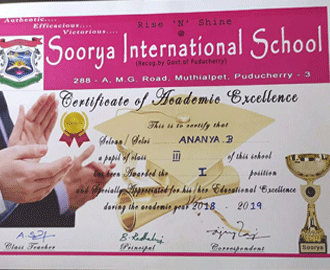 Authentic....
Efficacious....
Victorious....
Rise 'N' Shine
@
Soorya International School
(Recog.by Govt of Puducherry)
288 - A, M.G. Road, Muthialpet, Puducherry - 3
Certificate of Academic Excellence
This is to certify that
Selvan / Selvi ANANYA.B
a pupil of class III of this school
has been Awarded the I position
and Specially Appreciated for his/her Educational Excellence
during the academic year 2018 - 2019
Class Teacher
Principal
Correspondent
Soorya